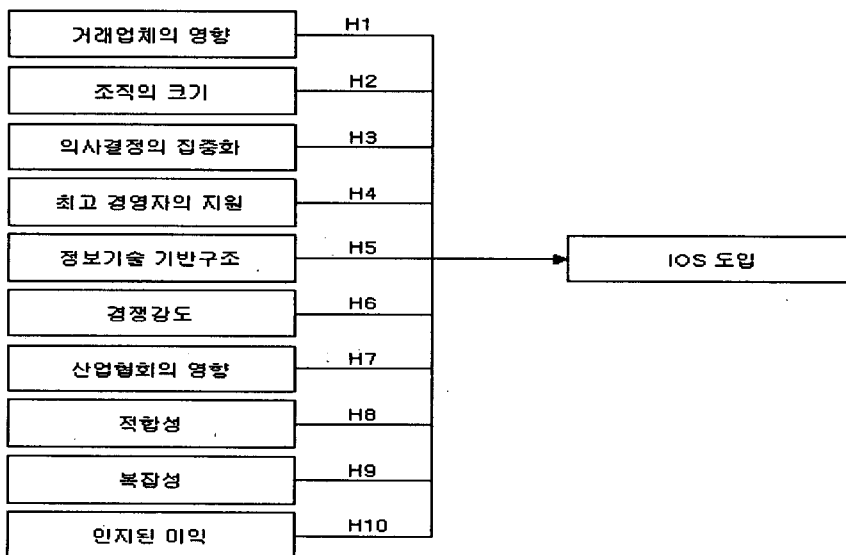 거래업체의 영향 H1
조직의 크기 H2
의사결정의 집중화 H3
최고 경영자의 지원 H4
정보기술 기반구조 H5
IOS 도입
경쟁강도 H6
산업협회의 영향 H7
적합성 H8
복잡성 H9
인지된 이익 H10